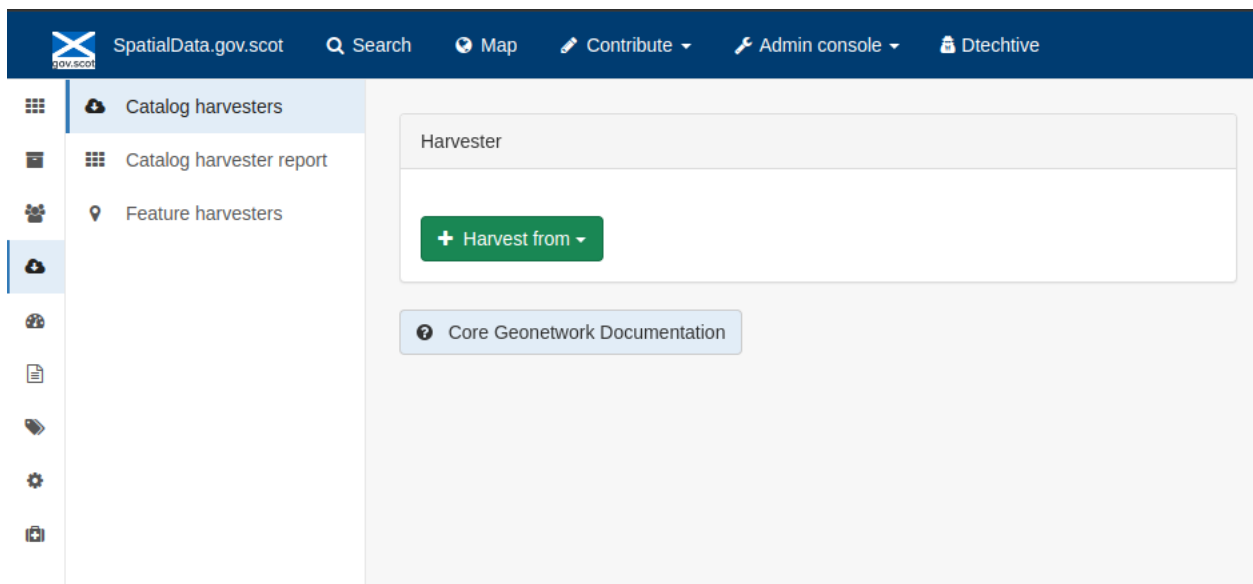 gov.scot
SpatialData.gov.scot Search Map Contribute Admin console Dtechtive
Catalog harvesters
Catalog harvester report
Feature harvesters
Harvester
Harvest from
Core Geonetwork Documentation